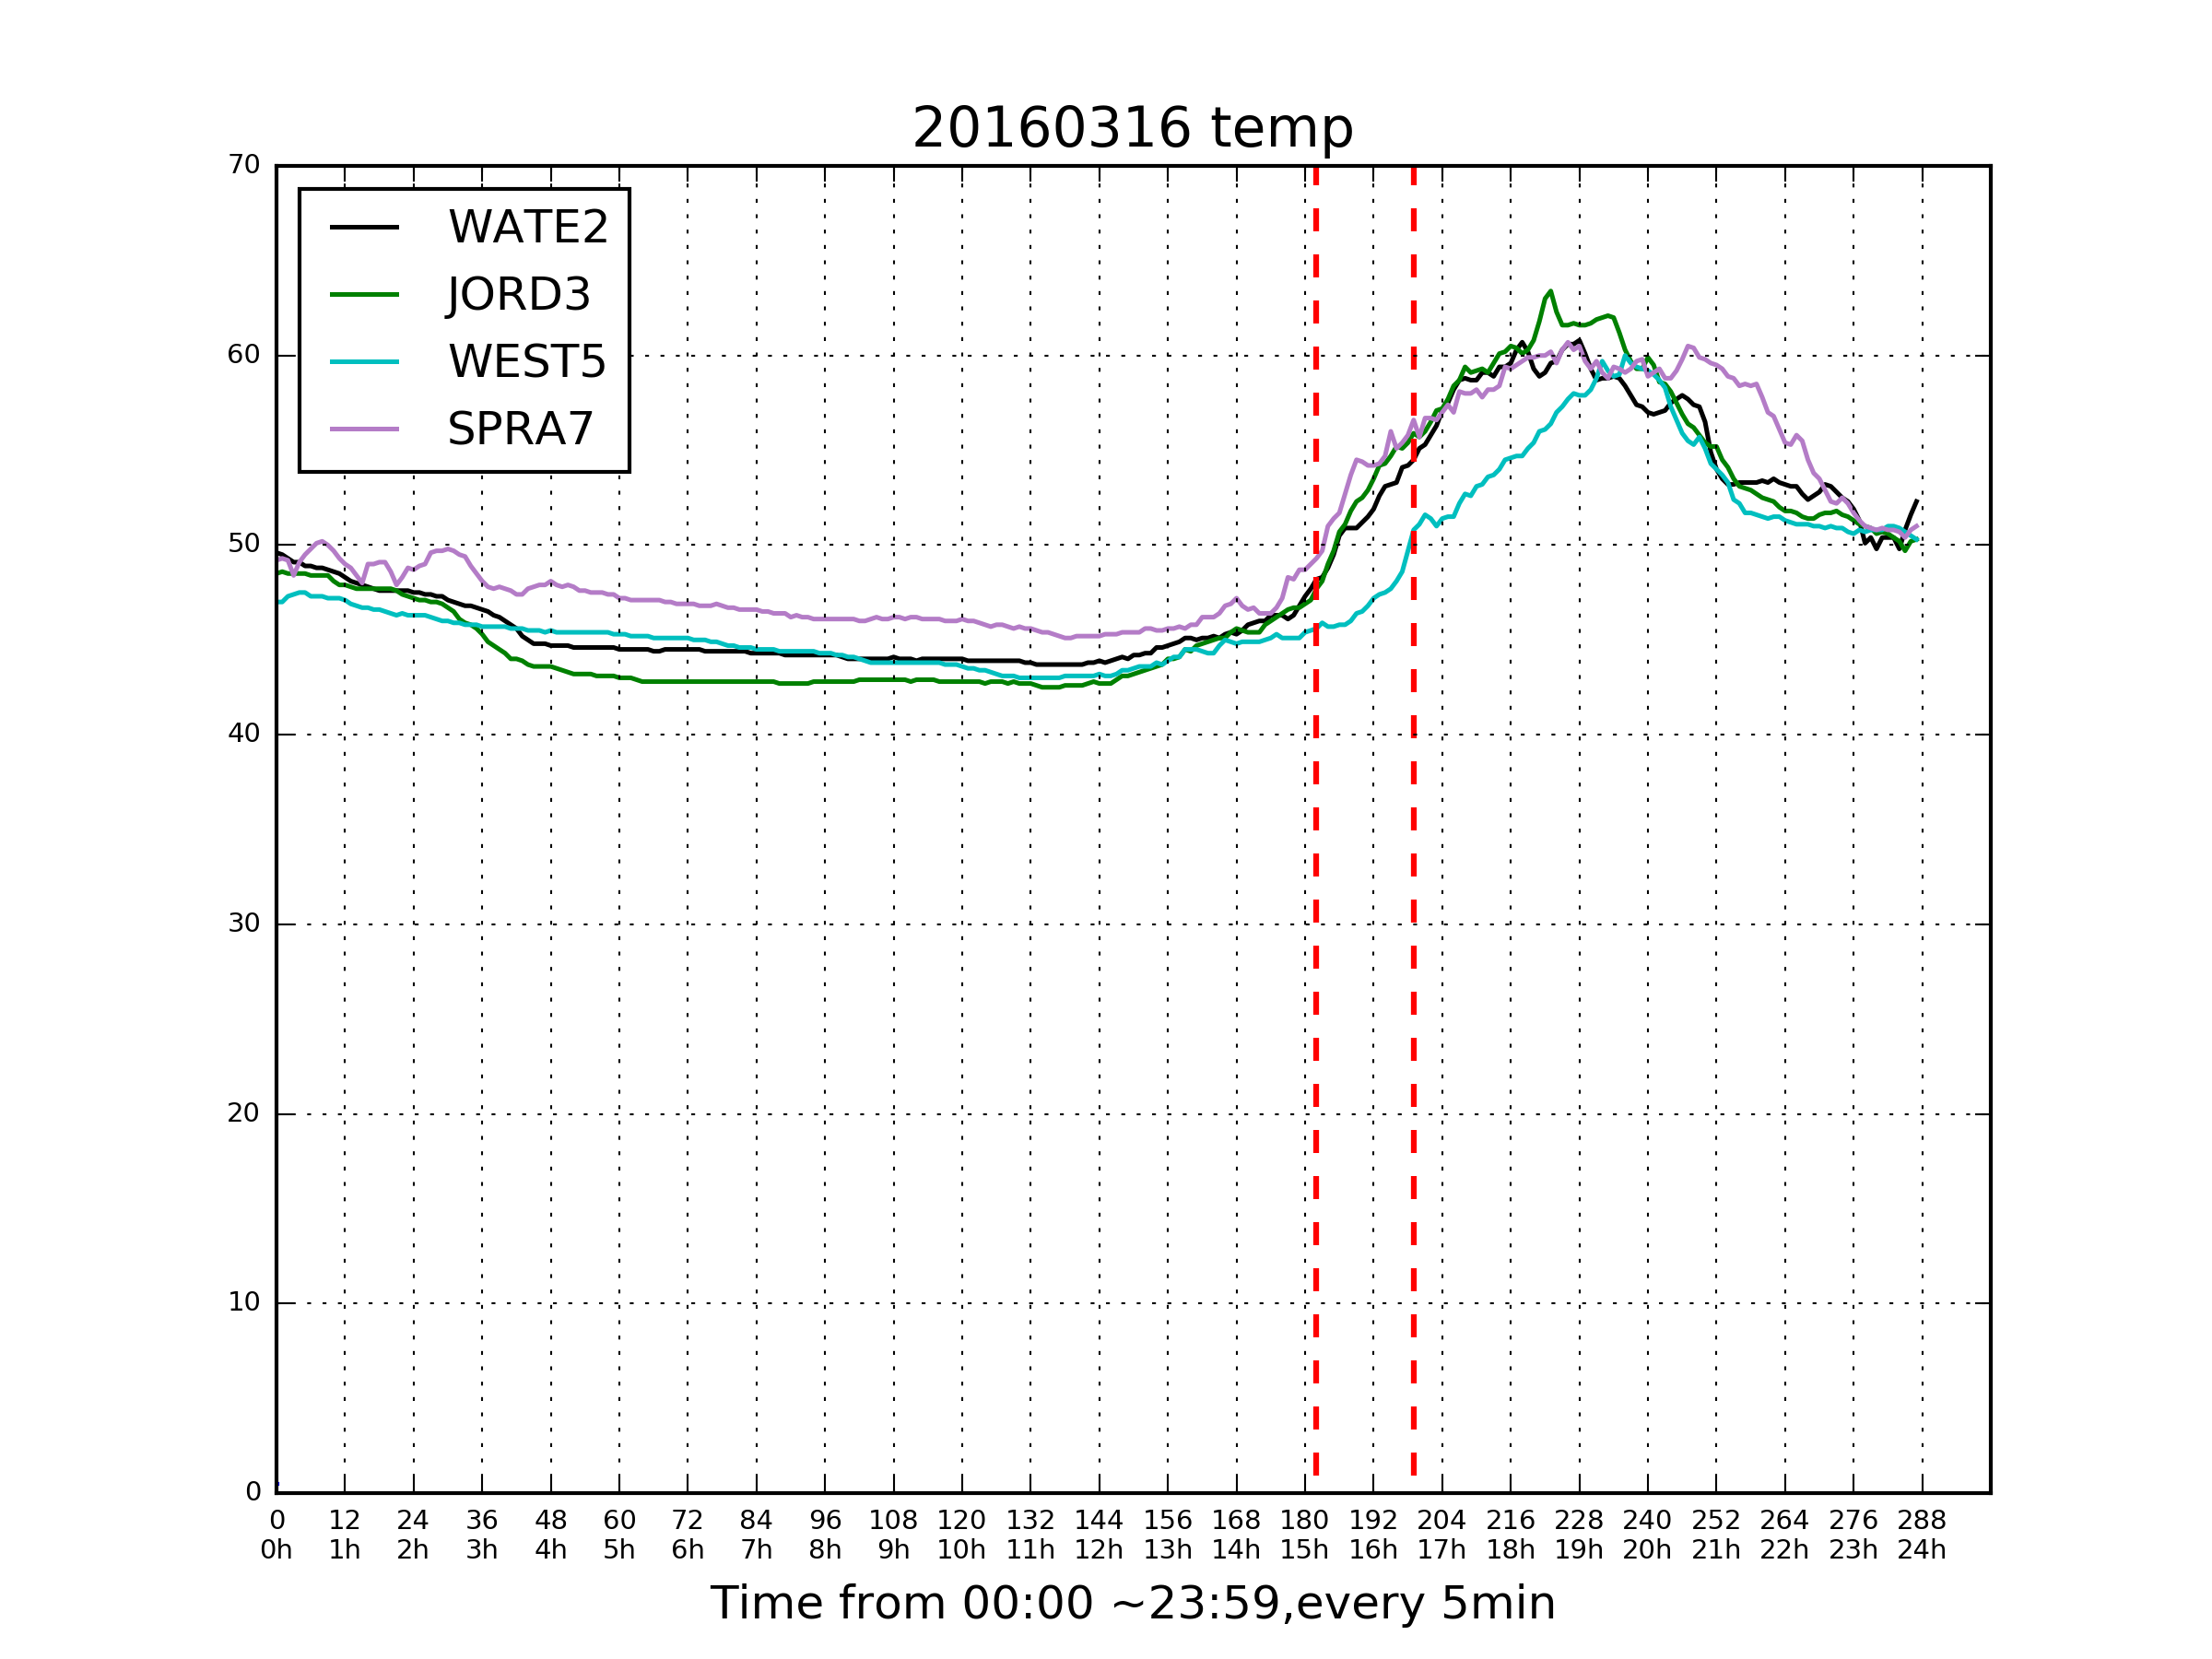 20160316 temp
70
60
50
40
30
20
10
0
WATE2
JORD3
WEST5
SPRA7
0 12 24 36 48 60 72 84 96 108 120 132 144 156 168 180 192 204 216 228 240 252 264 276 288
0h 1h 2h 3h 4h 5h 6h 7h 8h 9h 10h 11h 12h 13h 14h 15h 16h 17h 18h 19h 20h 21h 22h 23h 24h
Time from 00:00 ~23:59,every 5min